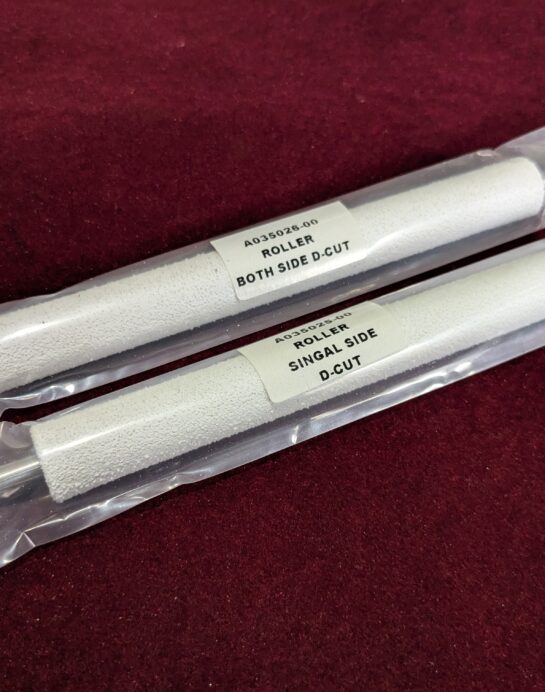 A035026-00
ROLLER
BOTH SIDE D-CUT
A035025-00
ROLLER
SINGAL SIDE
D-CUT